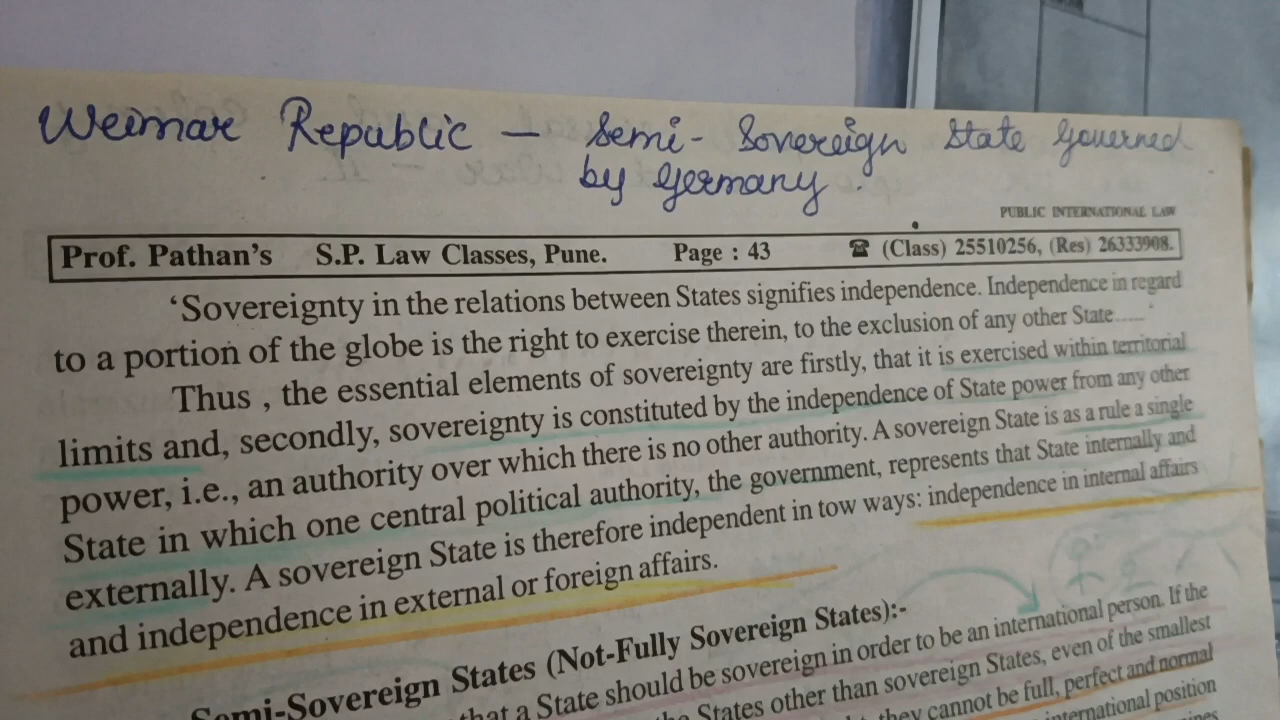 Weimar Republic – Semi-Sovereign State Governed
by Germany.
PUBLIC INTERNATIONAL LAW
Prof. Pathan's S.P. Law Classes, Pune. Page : 43 ☎ (Class) 25510256, (Res) 26333908.
‘Sovereignty in the relations between States signifies independence. Independence in regard
to a portion of the globe is the right to exercise therein, to the exclusion of any other State...... ’
Thus , the essential elements of sovereignty are firstly, that it is exercised within territorial
limits and, secondly, sovereignty is constituted by the independence of State power from any other
power, i.e., an authority over which there is no other authority. A sovereign State is as a rule a single
State in which one central political authority, the government, represents that State internally and
externally. A sovereign State is therefore independent in tow ways: independence in internal affairs
and independence in external or foreign affairs.
Semi-Sovereign States (Not-Fully Sovereign States):-
that a State should be sovereign in order to be an international person. If the
States other than sovereign States, even of the smallest
they cannot be full, perfect and normal
international position